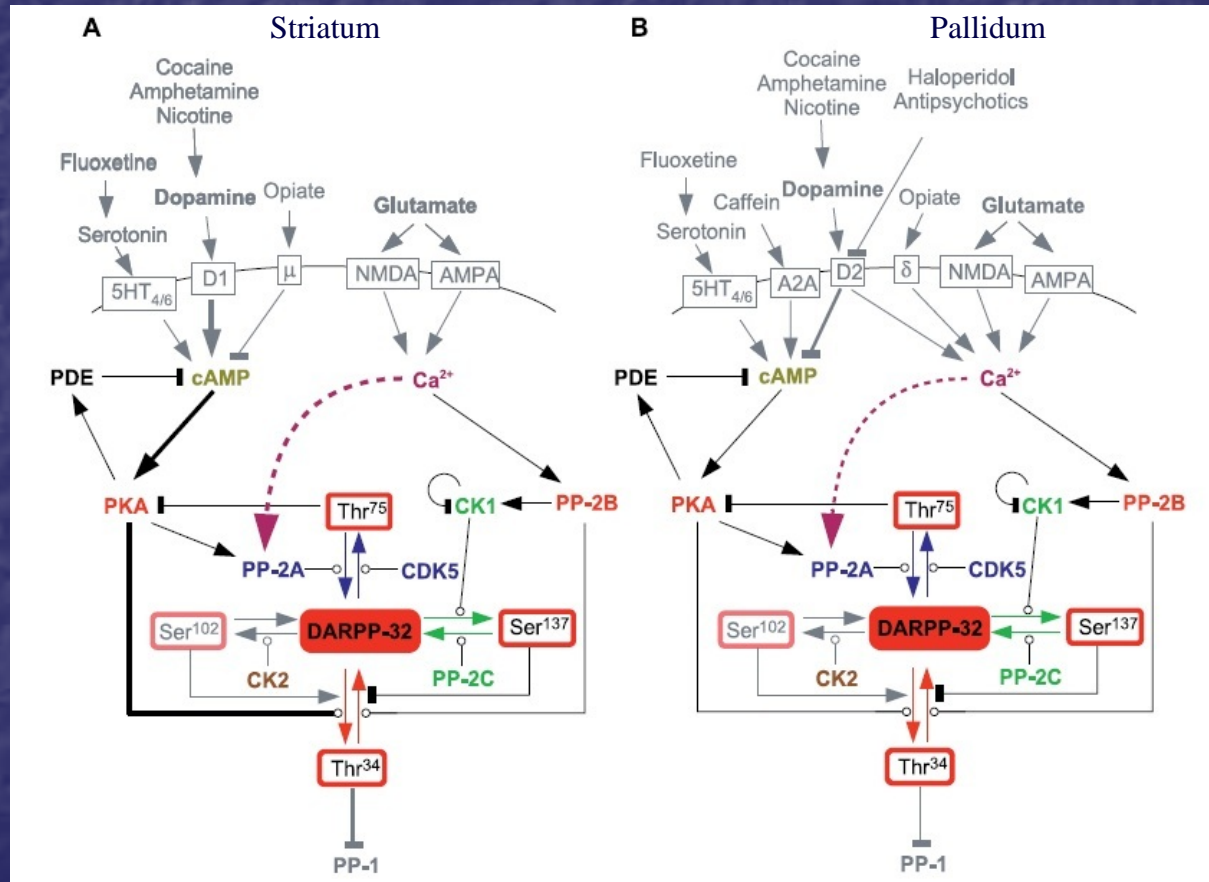 A
Striatum
Cocaine
Amphetamine
Nicotine
Fluoxetine
Dopamine
Opiate
Glutamate
Serotonin
5HT4/6
D1
μ
NMDA
AMPA
PDE
cAMP
Ca2+
PKA
Thr75
CK1
PP-2B
PP-2A
CDK5
Ser102
DARPP-32
Ser137
CK2
PP-2C
Thr34
PP-1
B
Pallidum
Cocaine
Amphetamine
Nicotine
Haloperidol
Antipsychotics
Fluoxetine
Caffein
Dopamine
Opiate
Glutamate
Serotonin
5HT4/6
A2A
D2
δ
NMDA
AMPA
PDE
cAMP
Ca2+
PKA
Thr75
CK1
PP-2B
PP-2A
CDK5
Ser102
DARPP-32
Ser137
CK2
PP-2C
Thr34
PP-1